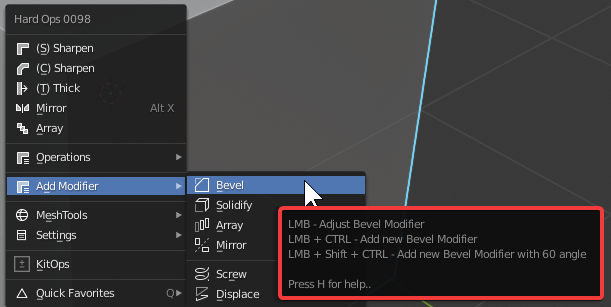 Hard Ops 0098
(S) Sharpen
(C) Sharpen
(T) Thick
Mirror Alt X
Array
Operations
Add Modifier
MeshTools
Settings
KitOps
Quick Favorites Q
Bevel
Solidify
Array
Mirror
Screw
Displace
LMB - Adjust Bevel Modifier
LMB + CTRL - Add new Bevel Modifier
LMB + Shift + CTRL - Add new Bevel Modifier with 60 angle
Press H for help..